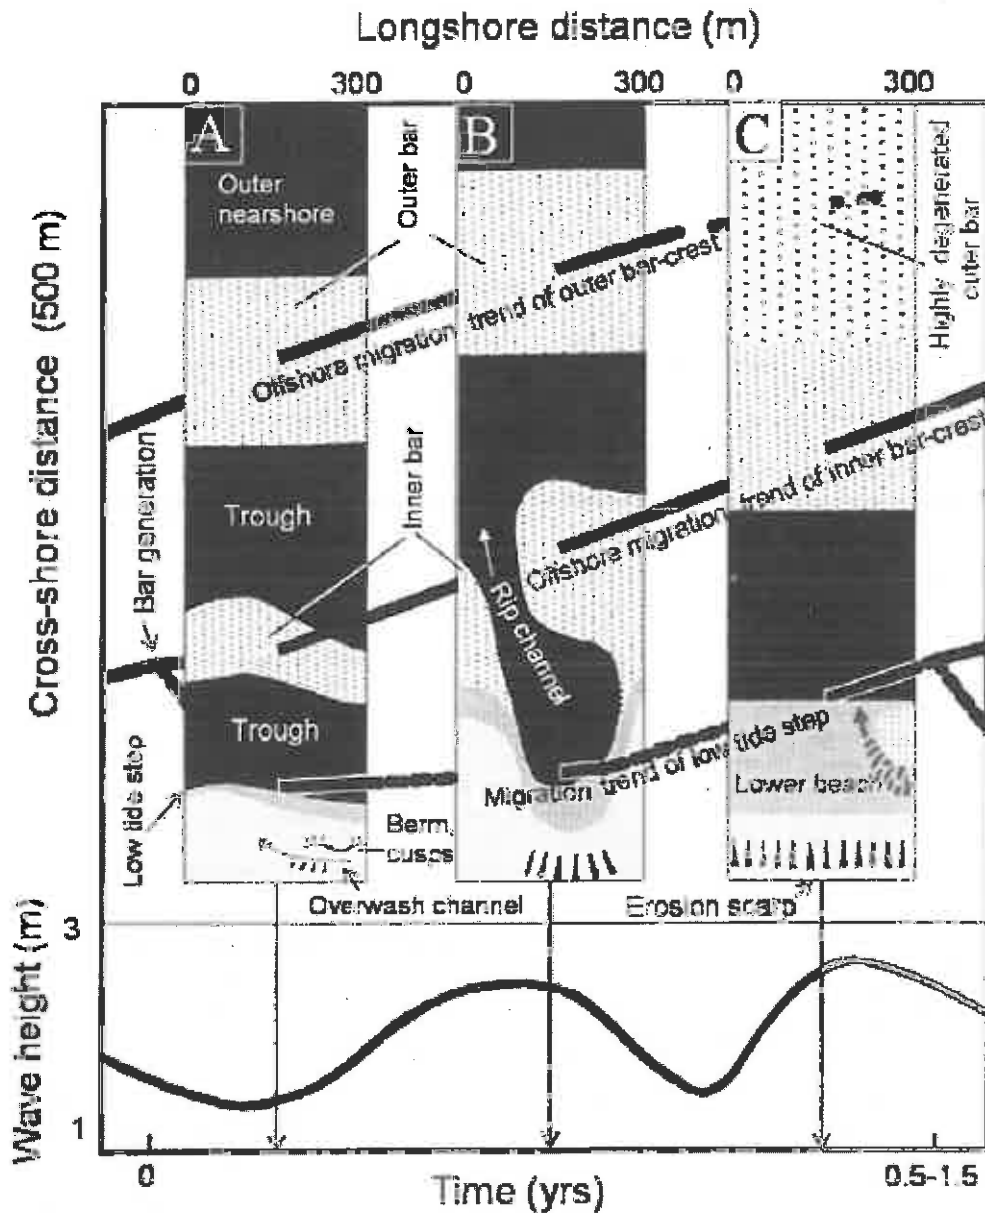 Longshore distance (m)
0 300 0 300 0 300
A
B
C
Outer
nearshore
Outer bar
Highly degenerated
outer bar
Offshore migration trend of outer bar-crest
Cross-shore distance (500 m)
Bar generation
Trough
Inner bar
Offshore migration trend of inner bar-crest
Rip channel
Trough
Low tide step
Migration trend of low tide step
Lower beach
Berm,
cusps
Overwash channel
Erosion scarp
Wave height (m)
3
1
0
Time (yrs)
0.5-1.5